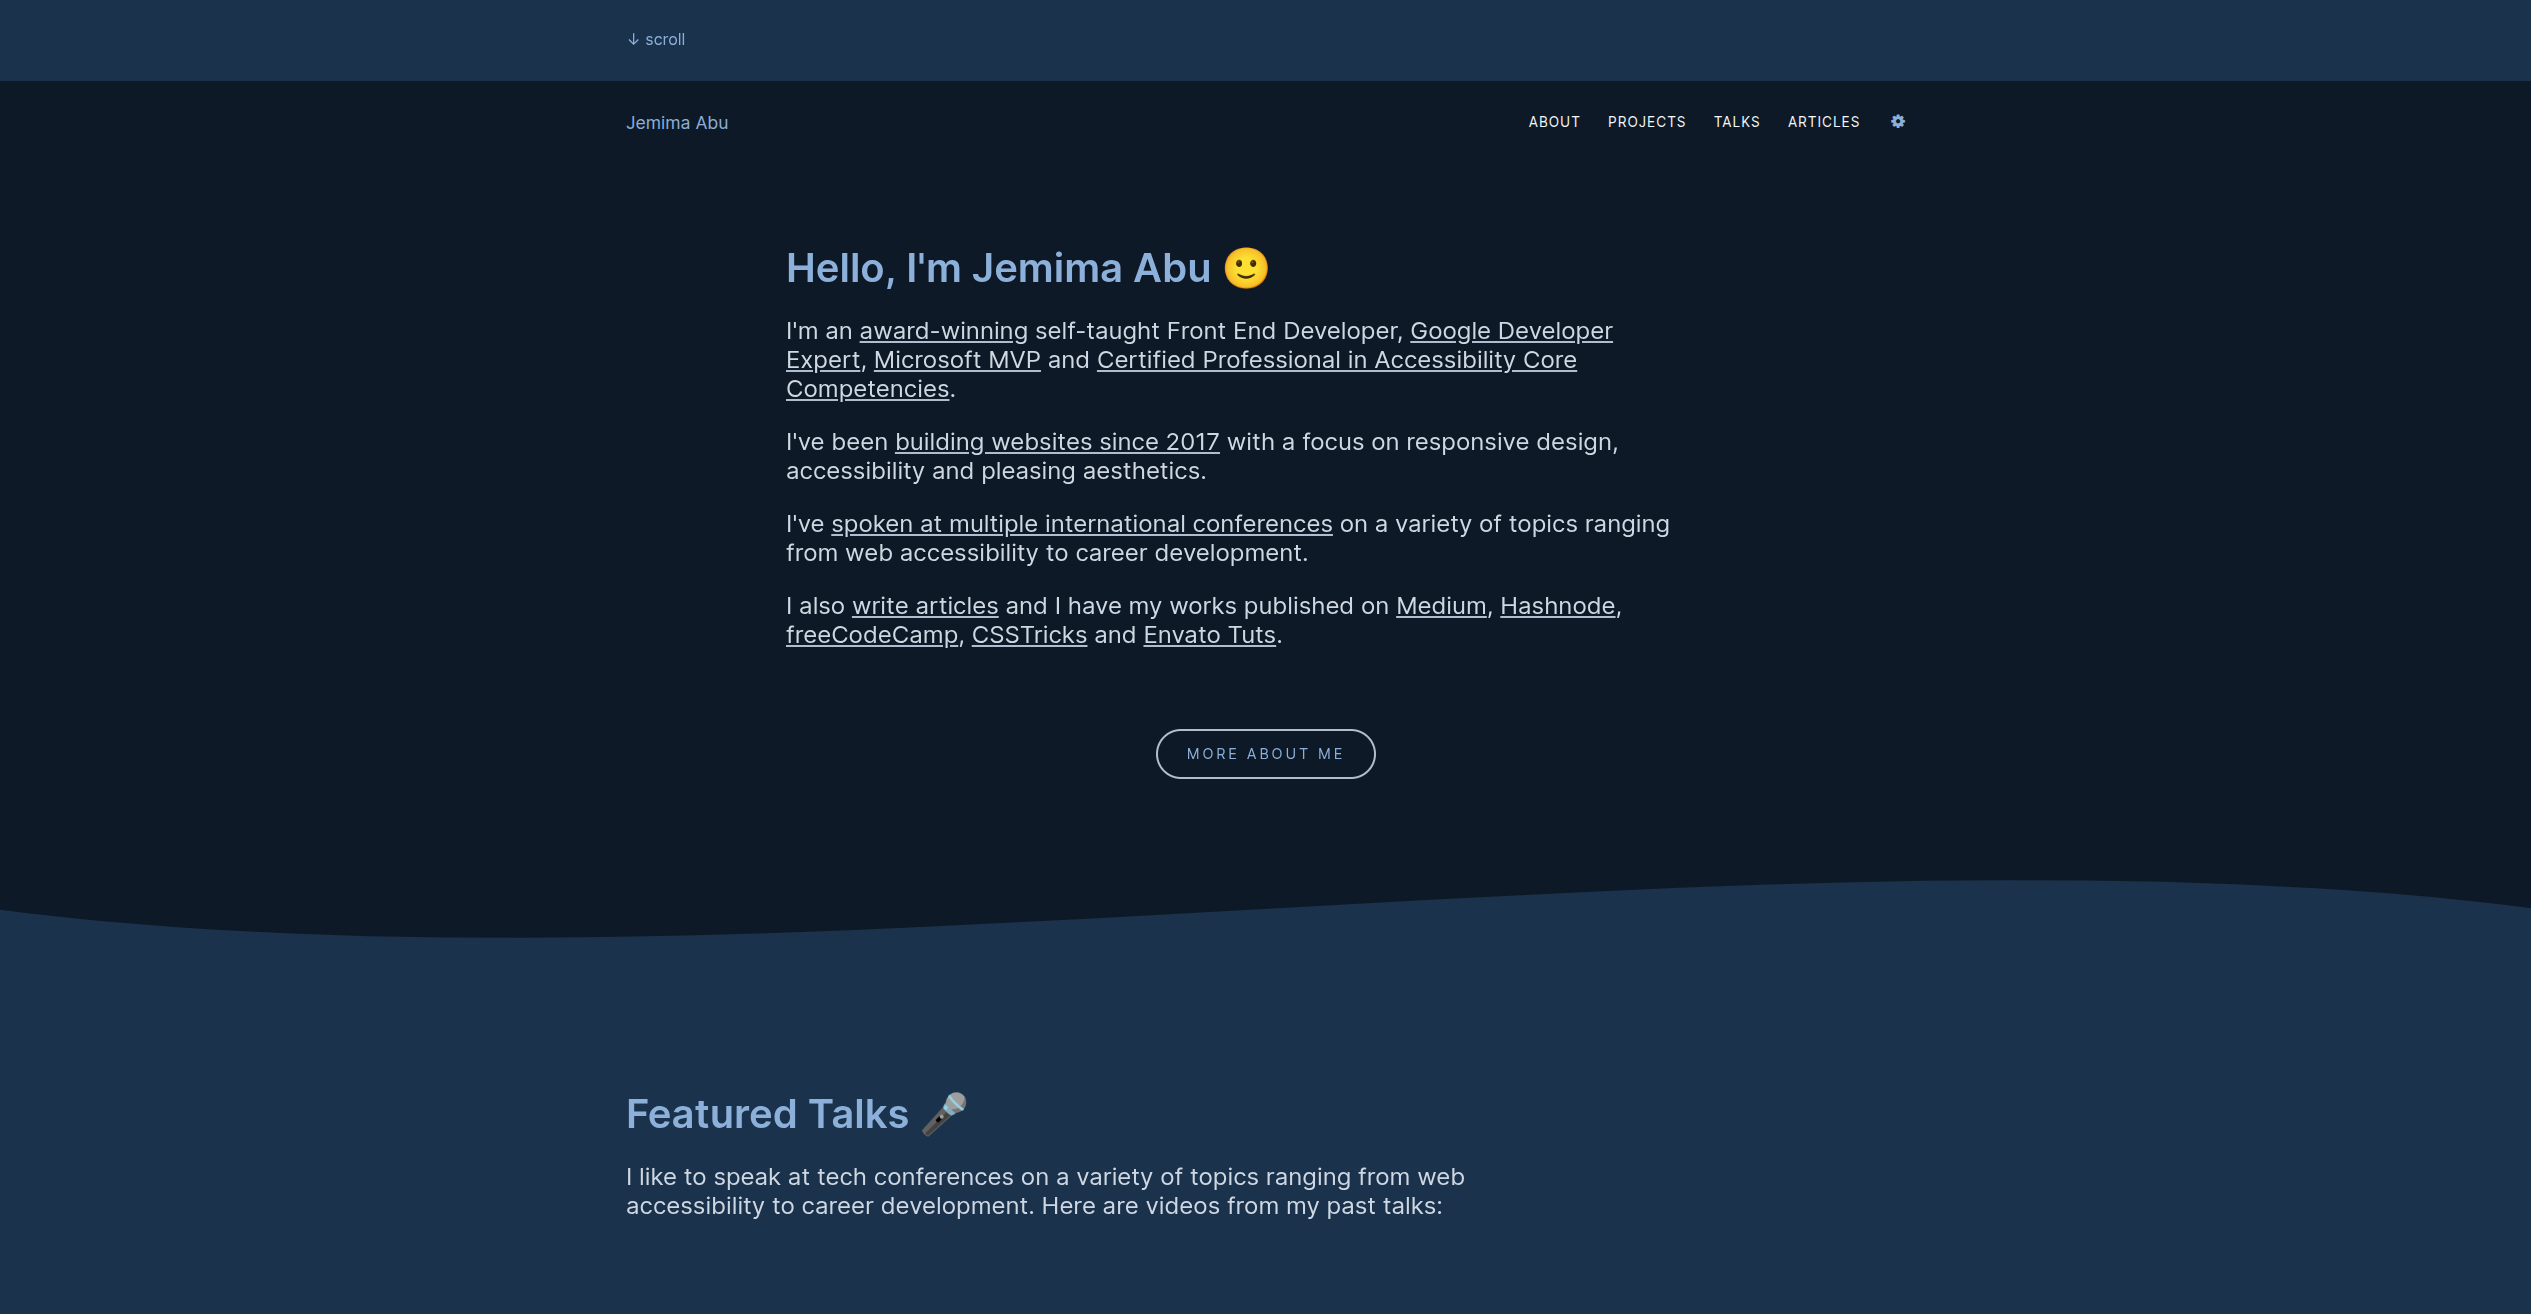 ↓ scroll
Jemima Abu
ABOUT PROJECTS TALKS ARTICLES
Hello, I'm Jemima Abu 🙂
I'm an award-winning self-taught Front End Developer, Google Developer
Expert, Microsoft MVP and Certified Professional in Accessibility Core
Competencies.
I've been building websites since 2017 with a focus on responsive design,
accessibility and pleasing aesthetics.
I've spoken at multiple international conferences on a variety of topics ranging
from web accessibility to career development.
I also write articles and I have my works published on Medium, Hashnode,
freeCodeCamp, CSSTricks and Envato Tuts.
MORE ABOUT ME
Featured Talks 🎤
I like to speak at tech conferences on a variety of topics ranging from web
accessibility to career development. Here are videos from my past talks: